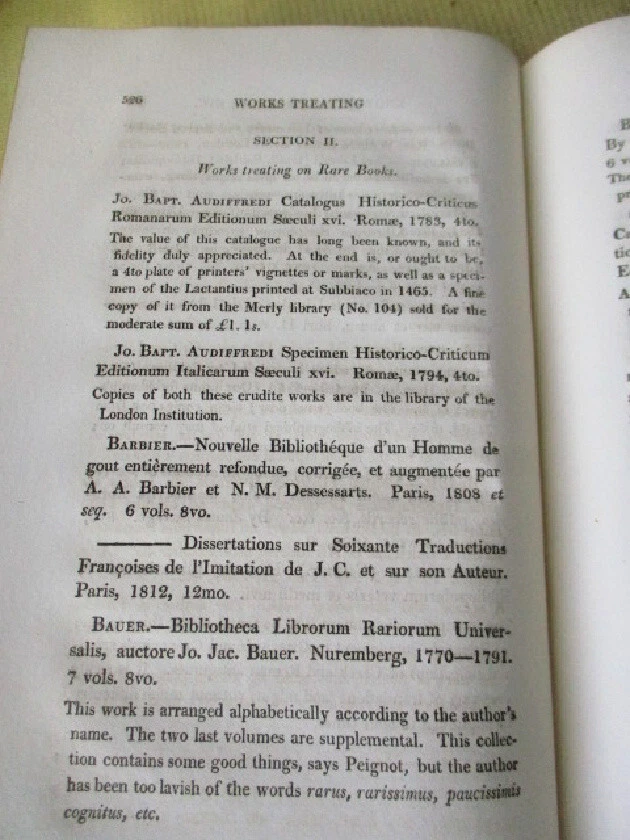 526
WORKS TREATING
SECTION II.
Works treating on Rare Books.
Jo. Bapt. Audiffredi Catalogus Historico-Criticus
Romanarum Editionum Sæculi xvi. Romæ, 1783, 4to.
The value of this catalogue has long been known, and its
fidelity duly appreciated. At the end is, or ought to be,
a 4to plate of printers' vignettes or marks, as well as a speci-
men of the Lactantius printed at Subbiaco in 1465. A fine
copy of it from the Merly library (No. 104) sold for the
moderate sum of £1. 1s.
Jo. Bapt. Audiffredi Specimen Historico-Criticum
Editionum Italicarum Sæculi xvi. Romæ, 1794, 4to.
Copies of both these erudite works are in the library of the
London Institution.
Barbier.—Nouvelle Bibliothéque d'un Homme de
gout entièrement refondue, corrigée, et augmentée par
A. A. Barbier et N. M. Dessessarts. Paris, 1808 et
seq. 6 vols. 8vo.
——— Dissertations sur Soixante Traductions
Françoises de l'Imitation de J. C. et sur son Auteur.
Paris, 1812, 12mo.
Bauer.—Bibliotheca Librorum Rariorum Univer-
salis, auctore Jo. Jac. Bauer. Nuremberg, 1770—1791.
7 vols. 8vo.
This work is arranged alphabetically according to the author's
name. The two last volumes are supplemental. This collec-
tion contains some good things, says Peignot, but the author
has been too lavish of the words rarus, rarissimus, paucissimis
cognitus, etc.
By
6 v
The